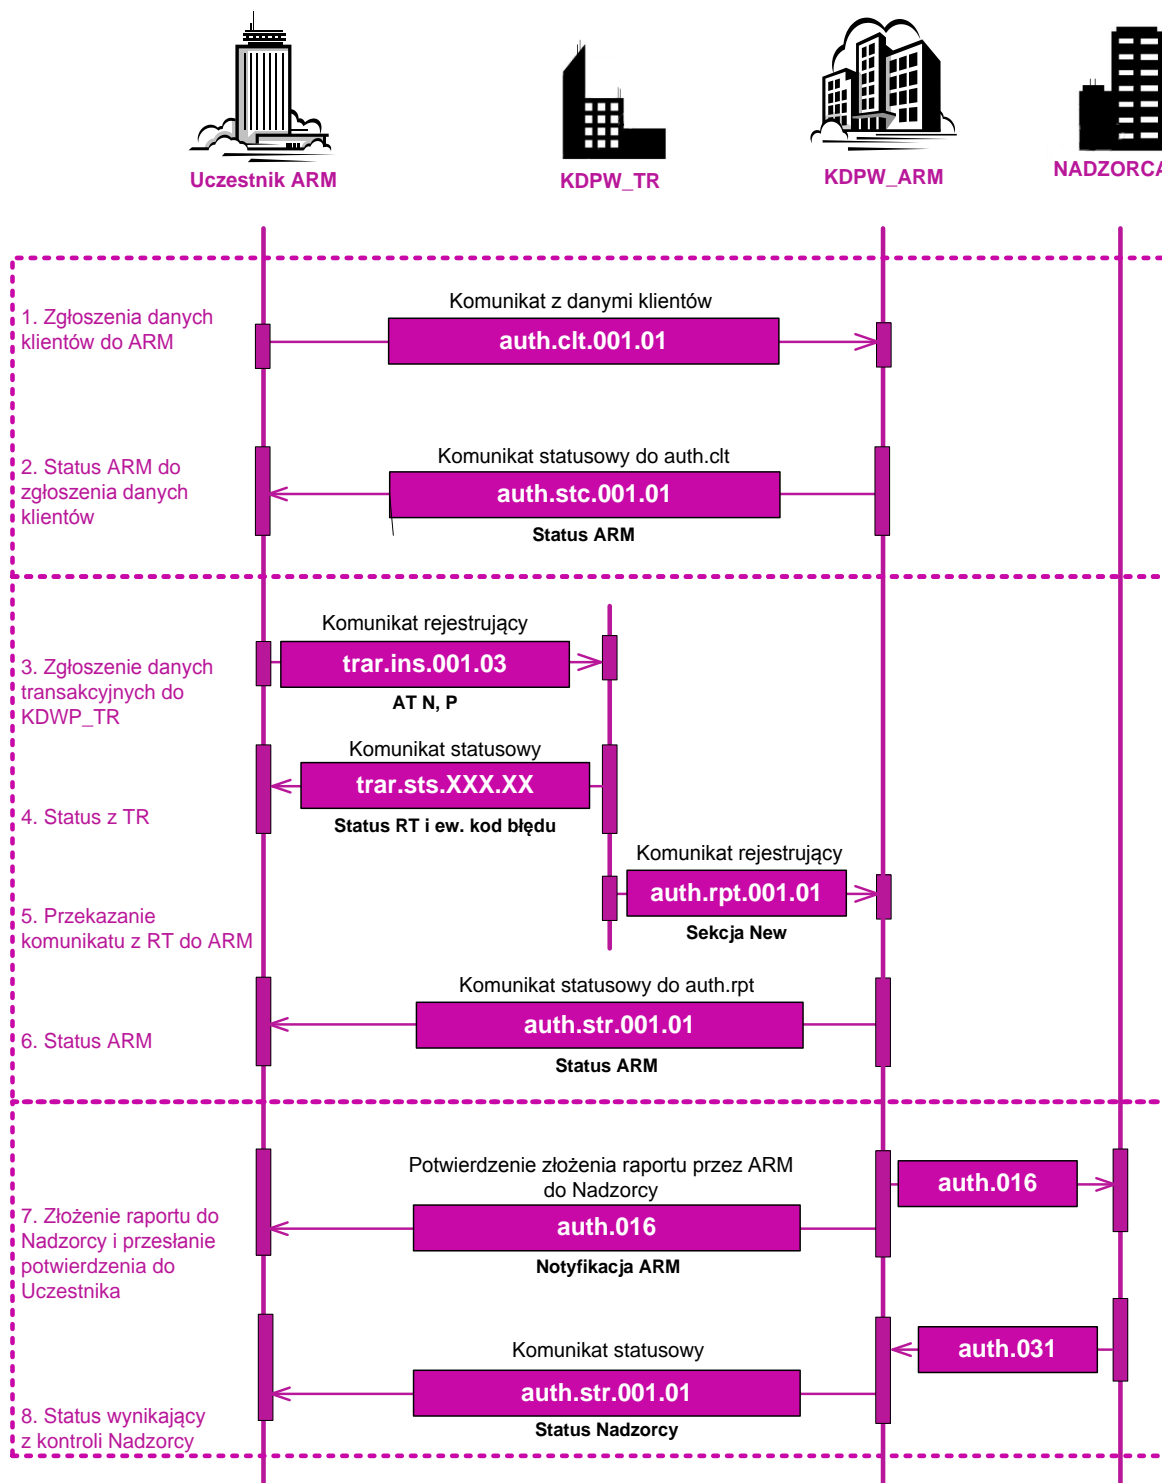 Uczestnik ARM
KDPW_TR
KDPW_ARM
NADZORCA
1. Zgłoszenia danych
klientów do ARM
Komunikat z danymi klientów
auth.clt.001.01
2. Status ARM do
zgłoszenia danych
klientów
Komunikat statusowy do auth.clt
auth.stc.001.01
Status ARM
3. Zgłoszenie danych
transakcyjnych do
KDWP_TR
Komunikat rejestrujący
trar.ins.001.03
AT N, P
4. Status z TR
Komunikat statusowy
trar.sts.XXX.XX
Status RT i ew. kod błędu
5. Przekazanie
komunikatu z RT do ARM
Komunikat rejestrujący
auth.rpt.001.01
Sekcja New
6. Status ARM
Komunikat statusowy do auth.rpt
auth.str.001.01
Status ARM
7. Złożenie raportu do
Nadzorcy i przesłanie
potwierdzenia do
Uczestnika
Potwierdzenie złożenia raportu przez ARM
do Nadzorcy
auth.016
Notyfikacja ARM
auth.016
8. Status wynikający
z kontroli Nadzorcy
Komunikat statusowy
auth.str.001.01
Status Nadzorcy
auth.031